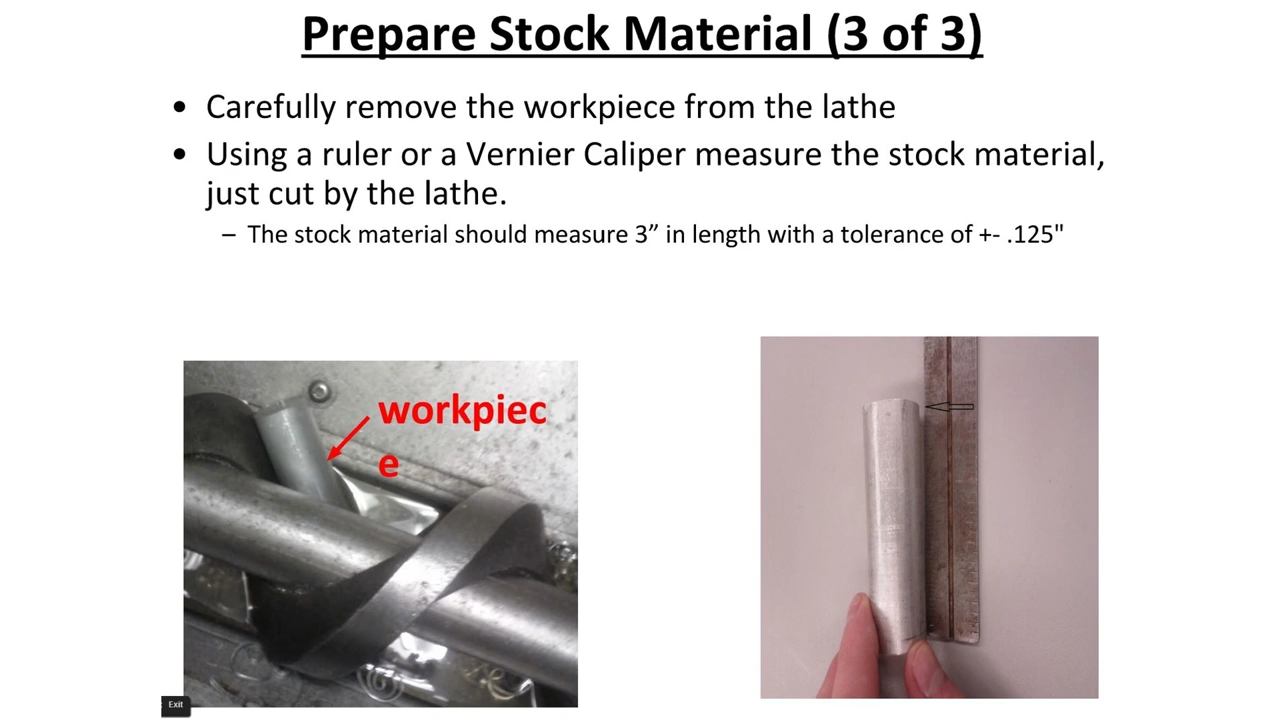 Prepare Stock Material (3 of 3)
• Carefully remove the workpiece from the lathe
• Using a ruler or a Vernier Caliper measure the stock material,
just cut by the lathe.
– The stock material should measure 3” in length with a tolerance of +- .125"
workpiec
e
Exit